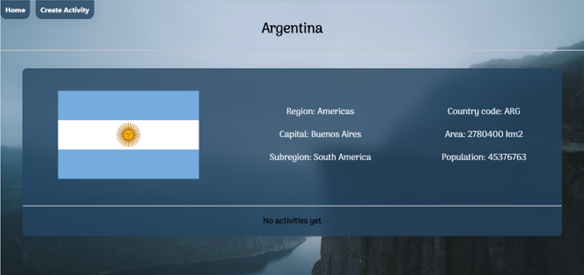 Home
Create Activity
Argentina
Region: Americas
Country code: ARG
Capital: Buenos Aires
Area: 2780400 km2
Subregion: South America
Population: 45376763
No activities yet